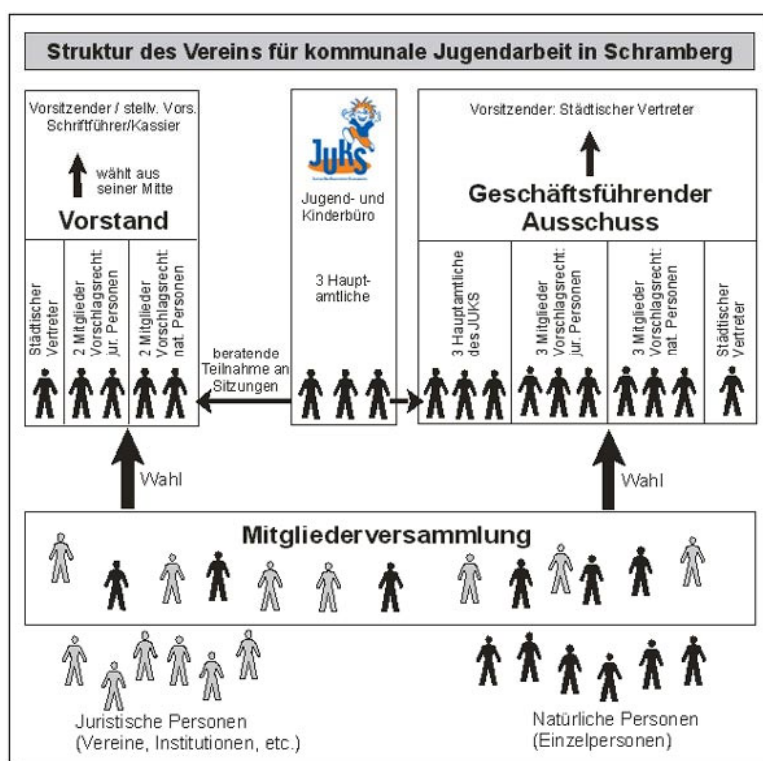 Struktur des Vereins für kommunale Jugendarbeit in Schramberg
Vorsitzender / stellv. Vors.
Schriftführer/Kassier
wählt aus
seiner Mitte
Vorstand
Städtischer
Vertreter
2 Mitglieder
Vorschlagsrecht:
jur. Personen
2 Mitglieder
Vorschlagsrecht:
nat. Personen
beratende
Teilnahme an
Sitzungen
JUKS
Jugend- und
Kinderbüro
3 Haupt-
amtliche
Vorsitzender: Städtischer Vertreter
Geschäftsführender
Ausschuss
3 Hauptamtliche
des JUKS
3 Mitglieder
Vorschlagsrecht:
jur. Personen
3 Mitglieder
Vorschlagsrecht:
nat. Personen
Städtischer
Vertreter
Wahl
Wahl
Mitgliederversammlung
Juristische Personen
(Vereine, Institutionen, etc.)
Natürliche Personen
(Einzelpersonen)